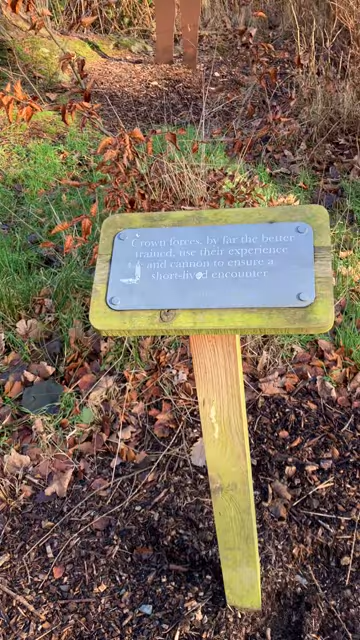 Crown forces, by far the better
trained, use their experience
and cannon to ensure a
short-lived encounter